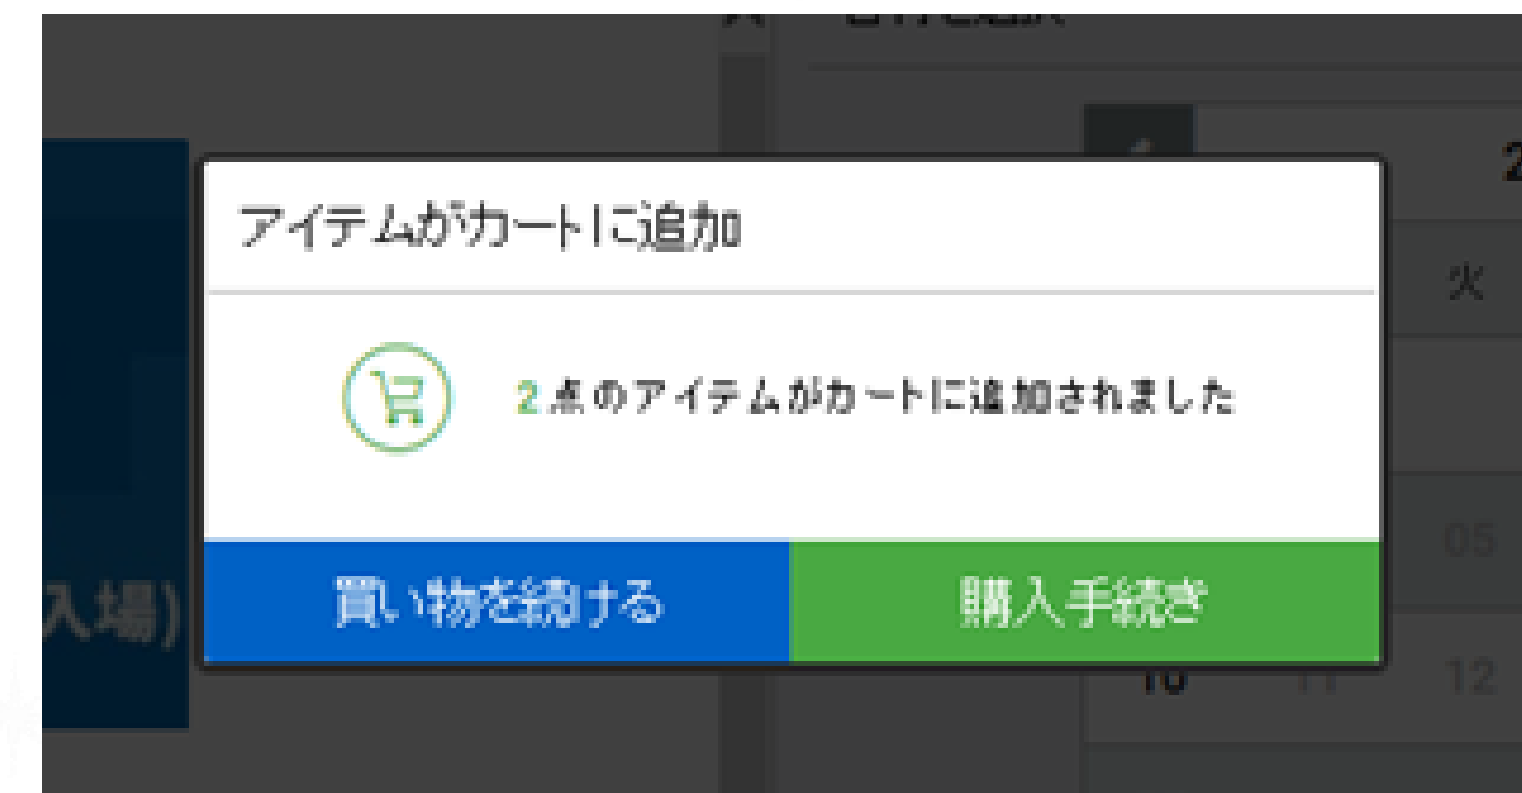 2
アイテムがカートに追加
火
2点のアイテムがカートに追加されました
05
入場)
買い物を続ける
購入手続き
10 11 12